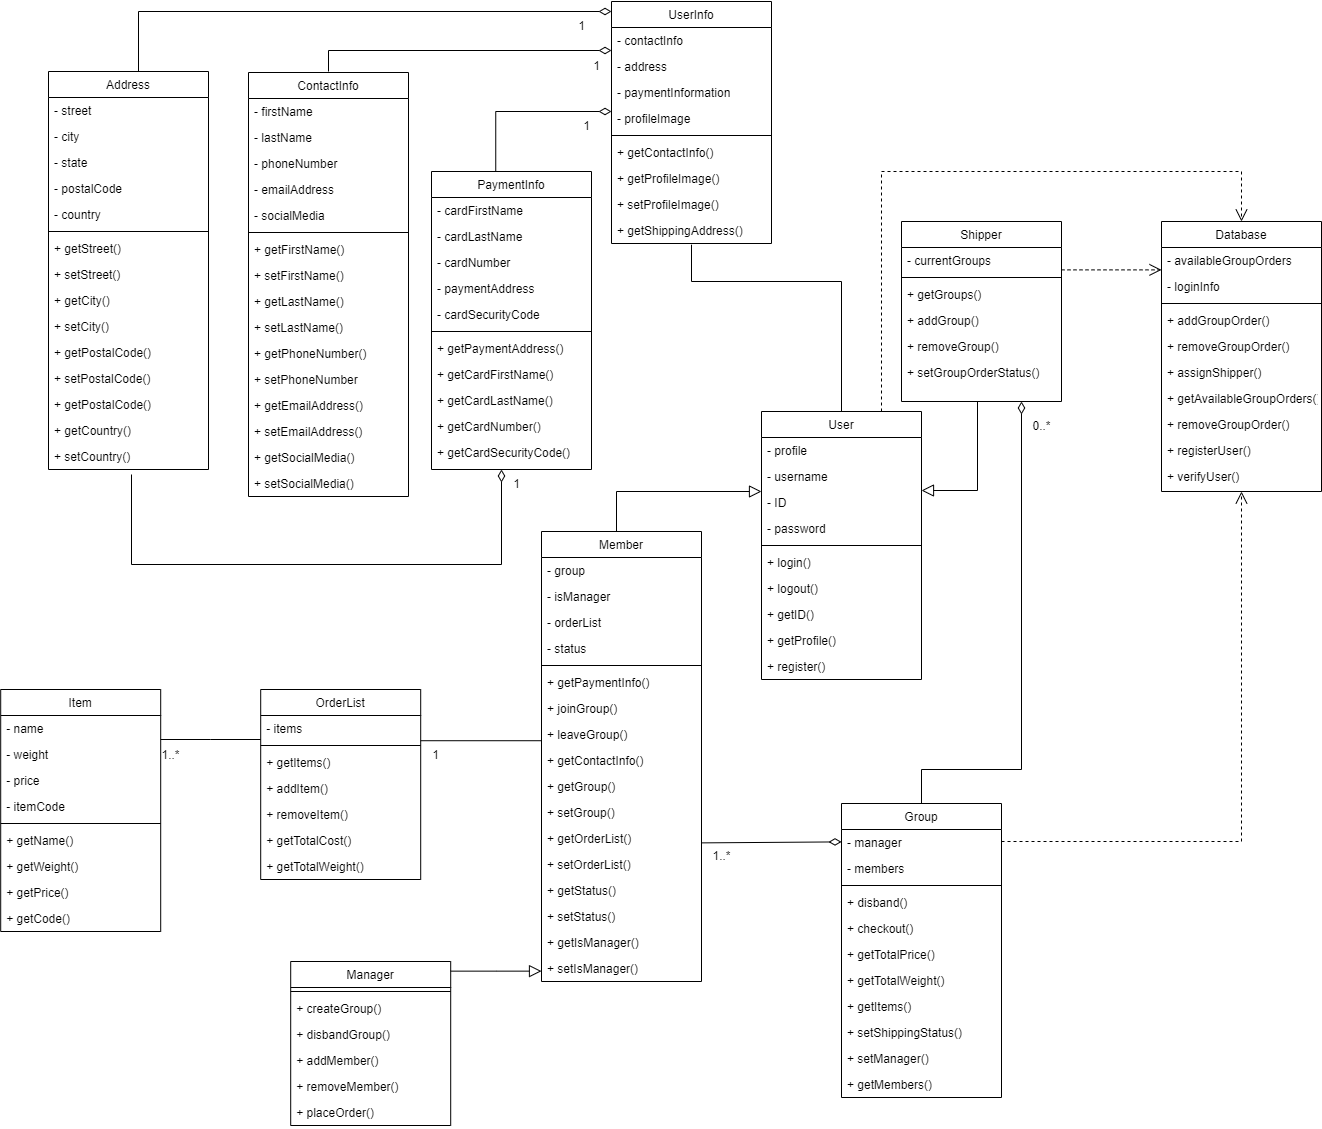 UserInfo
- contactInfo
- address
- paymentInformation
- profileImage
+ getContactInfo()
+ getProfileImage()
+ setProfileImage()
+ getShippingAddress()
1
1
1
Address
- street
- city
- state
- postalCode
- country
+ getStreet()
+ setStreet()
+ getCity()
+ setCity()
+ getPostalCode()
+ setPostalCode()
+ getPostalCode()
+ getCountry()
+ setCountry()
ContactInfo
- firstName
- lastName
- phoneNumber
- emailAddress
- socialMedia
+ getFirstName()
+ setFirstName()
+ getLastName()
+ setLastName()
+ getPhoneNumber()
+ setPhoneNumber
+ getEmailAddress()
+ setEmailAddress()
+ getSocialMedia()
+ setSocialMedia()
PaymentInfo
- cardFirstName
- cardLastName
- cardNumber
- paymentAddress
- cardSecurityCode
+ getPaymentAddress()
+ getCardFirstName()
+ getCardLastName()
+ getCardNumber()
+ getCardSecurityCode()
1
Shipper
- currentGroups
+ getGroups()
+ addGroup()
+ removeGroup()
+ setGroupOrderStatus()
0..*
Database
- availableGroupOrders
- loginInfo
+ addGroupOrder()
+ removeGroupOrder()
+ assignShipper()
+ getAvailableGroupOrders(
+ removeGroupOrder()
+ registerUser()
+ verifyUser()
User
- profile
- username
- ID
- password
+ login()
+ logout()
+ getID()
+ getProfile()
+ register()
Member
- group
- isManager
- orderList
- status
+ getPaymentInfo()
+ joinGroup()
+ leaveGroup()
+ getContactInfo()
+ getGroup()
+ setGroup()
+ getOrderList()
+ setOrderList()
+ getStatus()
+ setStatus()
+ getIsManager()
+ setIsManager()
Item
- name
- weight
- price
- itemCode
+ getName()
+ getWeight()
+ getPrice()
+ getCode()
1..*
OrderList
- items
+ getItems()
+ addItem()
+ removeItem()
+ getTotalCost()
+ getTotalWeight()
1
1..*
Group
- manager
- members
+ disband()
+ checkout()
+ getTotalPrice()
+ getTotalWeight()
+ getItems()
+ setShippingStatus()
+ setManager()
+ getMembers()
Manager
+ createGroup()
+ disbandGroup()
+ addMember()
+ removeMember()
+ placeOrder()